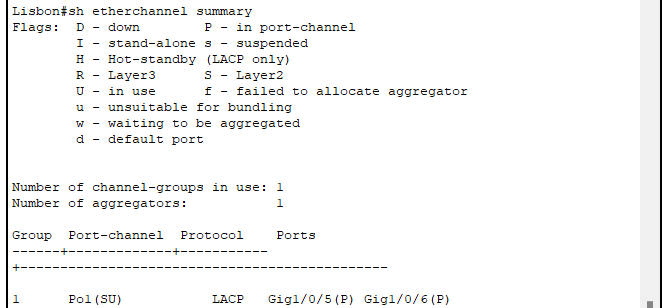 Lisbon#sh etherchannel summary
Flags:  D - down        P - in port-channel
        I - stand-alone s - suspended
        H - Hot-standby (LACP only)
        R - Layer3      S - Layer2
        U - in use      f - failed to allocate aggregator
        u - unsuitable for bundling
        w - waiting to be aggregated
        d - default port
Number of channel-groups in use: 1
Number of aggregators:           1
Group  Port-channel  Protocol    Ports
------+-------------+-----------
+----------------------------------------------
1      Po1(SU)           LACP   Gig1/0/5(P) Gig1/0/6(P)